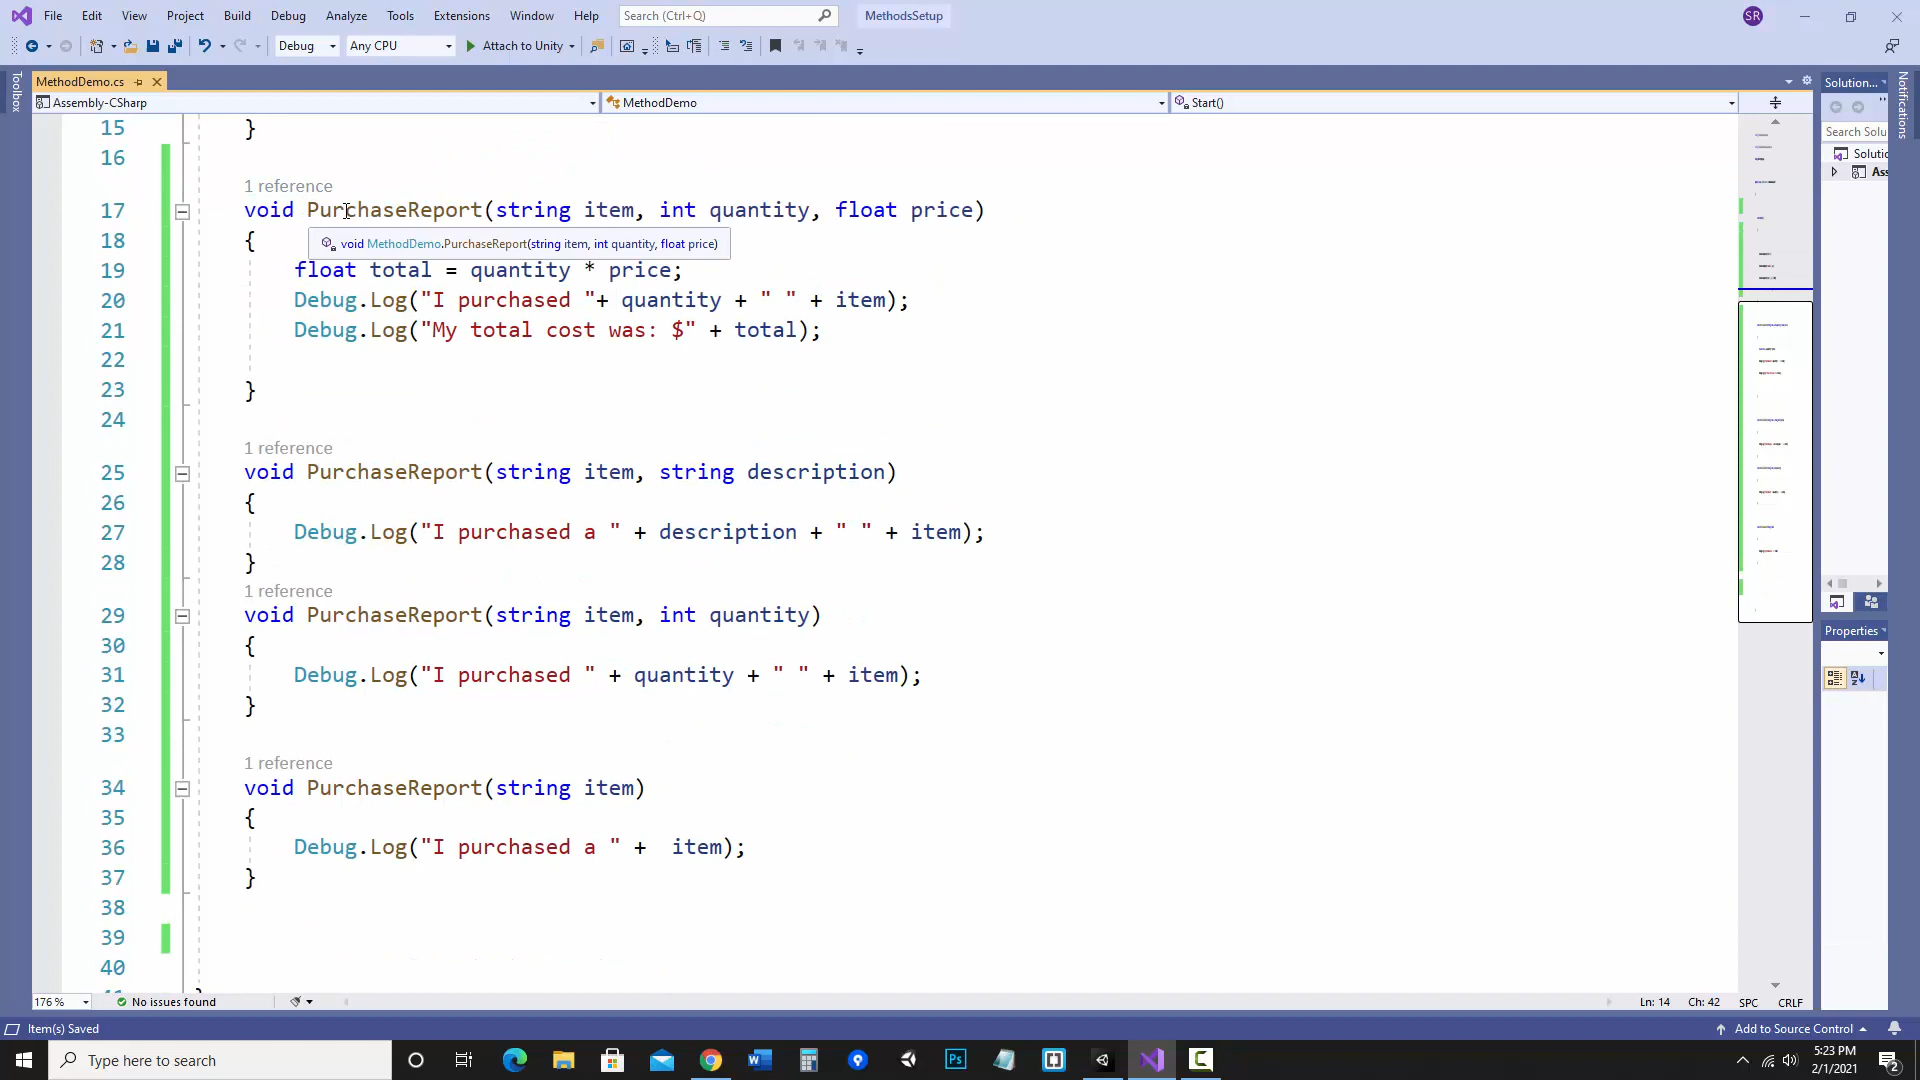 File Edit View Project Build Debug Analyze Tools Extensions Window Help Search (Ctrl+Q) MethodsSetup SR
Debug Any CPU Attach to Unity
Toolbox
MethodDemo.cs
Solution...
Notifications
Assembly-CSharp MethodDemo Start()
Search Solu
Solutio
Ass
15 }
16
1 reference
17 void PurchaseReport(string item, int quantity, float price)
18 {
void MethodDemo.PurchaseReport(string item, int quantity, float price)
19 float total = quantity * price;
20 Debug.Log("I purchased "+ quantity + " " + item);
21 Debug.Log("My total cost was: $" + total);
22
23 }
24
1 reference
25 void PurchaseReport(string item, string description)
26 {
27 Debug.Log("I purchased a " + description + " " + item);
28 }
1 reference
29 void PurchaseReport(string item, int quantity)
30 {
31 Debug.Log("I purchased " + quantity + " " + item);
32 }
33
1 reference
34 void PurchaseReport(string item)
35 {
36 Debug.Log("I purchased a " +  item);
37 }
38
39
40
Properties
176 % No issues found Ln: 14 Ch: 42 SPC CRLF
Item(s) Saved Add to Source Control
Type here to search
5:23 PM
2/1/2021
2